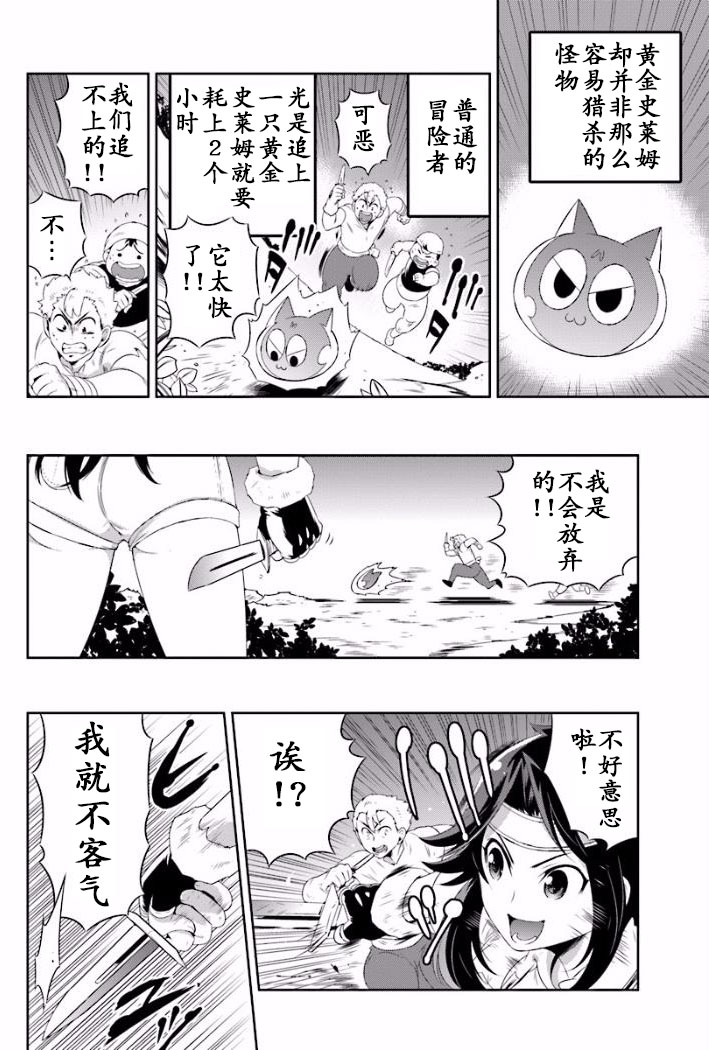 黄金史莱姆
却并非那么
容易猎杀的
怪物
普通的
冒险者
可恶
光是追上
一只黄金
史莱姆就要
耗上2个
小时
它太快
了!!
我们追
不上的!!
不…
我是
不会放弃
的!!
不好意思
啦！
诶!?
我就不客气